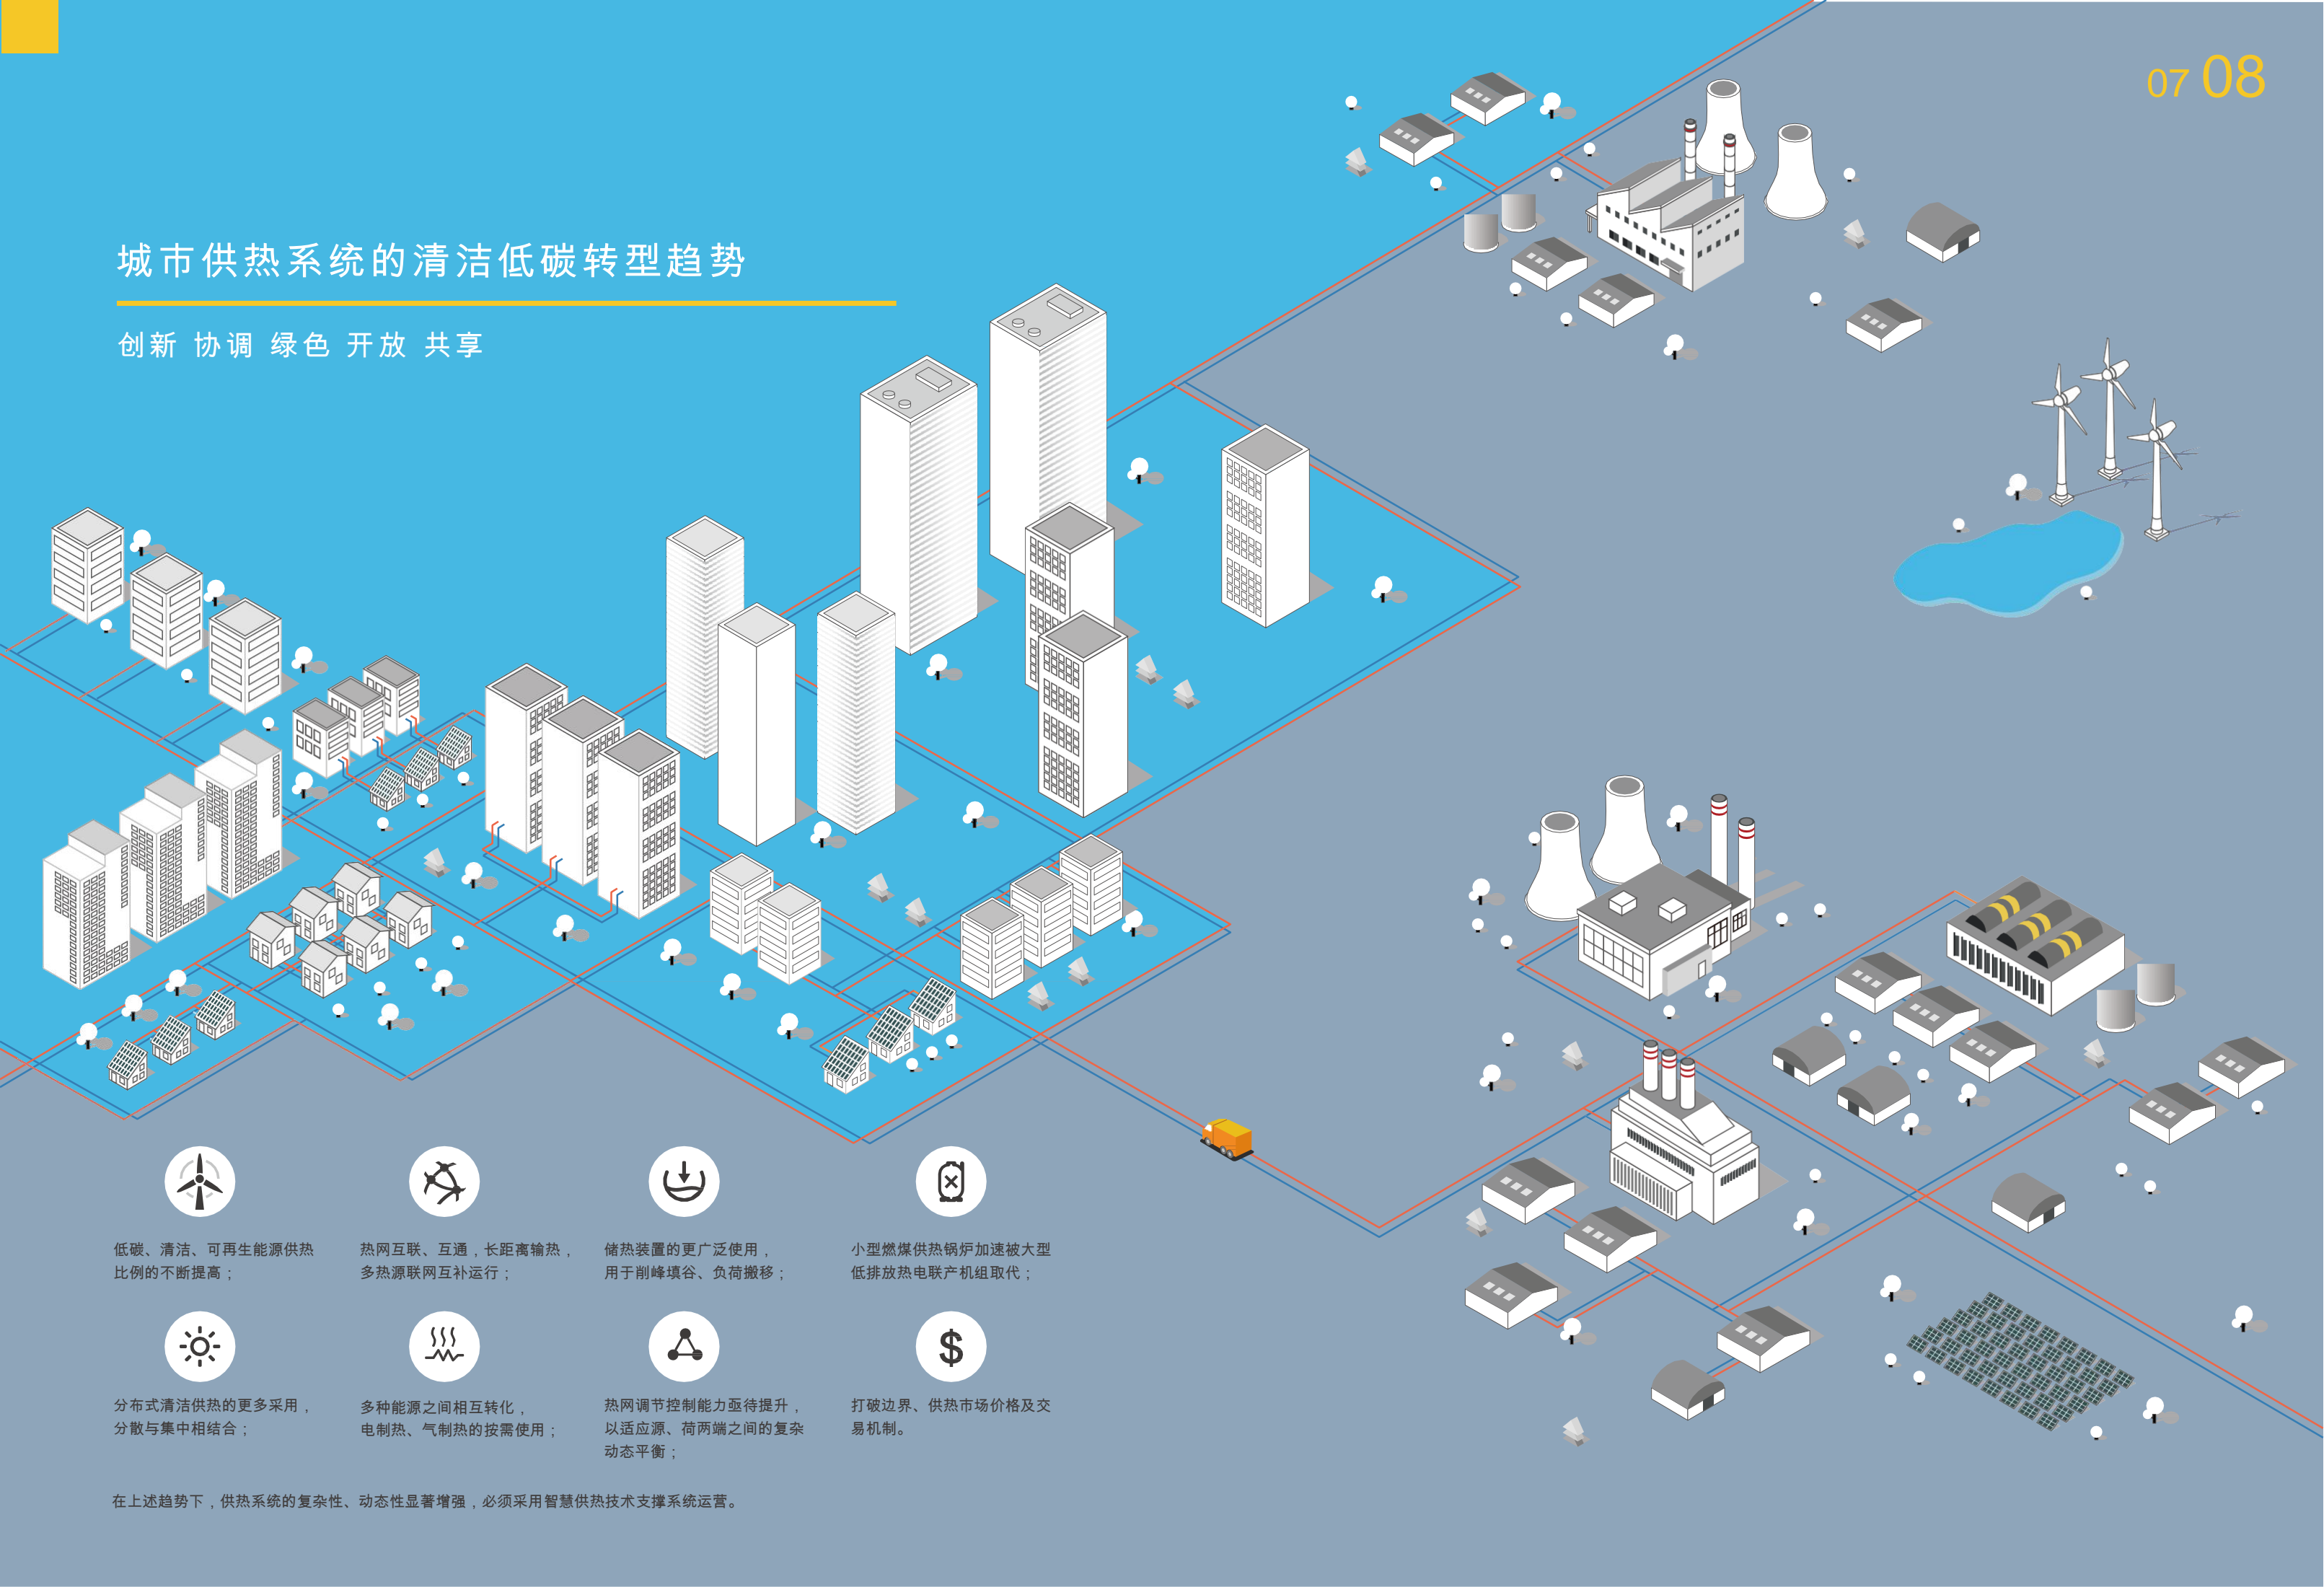 07 08
城市供热系统的清洁低碳转型趋势
创新 协调 绿色 开放 共享
低碳、清洁、可再生能源供热
比例的不断提高；
热网互联、互通，长距离输热，
多热源联网互补运行；
储热装置的更广泛使用，
用于削峰填谷、负荷搬移；
小型燃煤供热锅炉加速被大型
低排放热电联产机组取代；
分布式清洁供热的更多采用，
分散与集中相结合；
多种能源之间相互转化，
电制热、气制热的按需使用；
热网调节控制能力亟待提升，
以适应源、荷两端之间的复杂
动态平衡；
$
打破边界、供热市场价格及交
易机制。
在上述趋势下，供热系统的复杂性、动态性显著增强，必须采用智慧供热技术支撑系统运营。